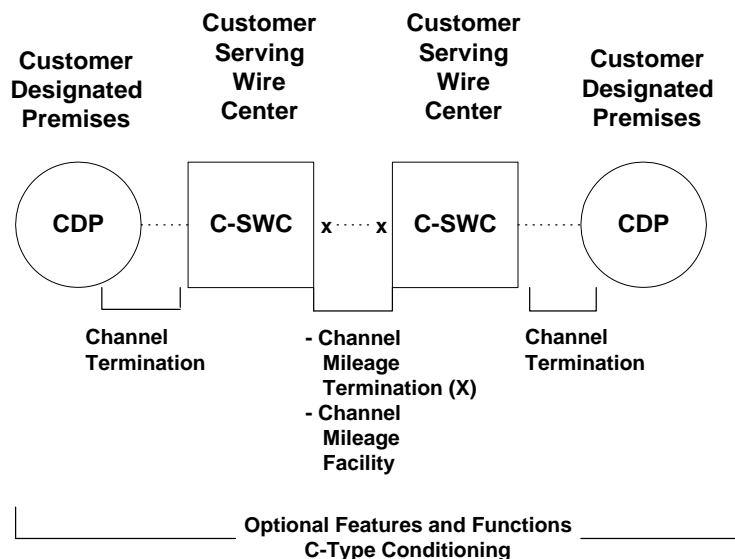 Customer
Designated
Premises
Customer
Serving
Wire
Center
Customer
Serving
Wire
Center
Customer
Designated
Premises
CDP
C-SWC
x
x
C-SWC
CDP
Channel
Termination
- Channel
Mileage
Termination (X)
- Channel
Mileage
Facility
Channel
Termination
Optional Features and Functions
C-Type Conditioning